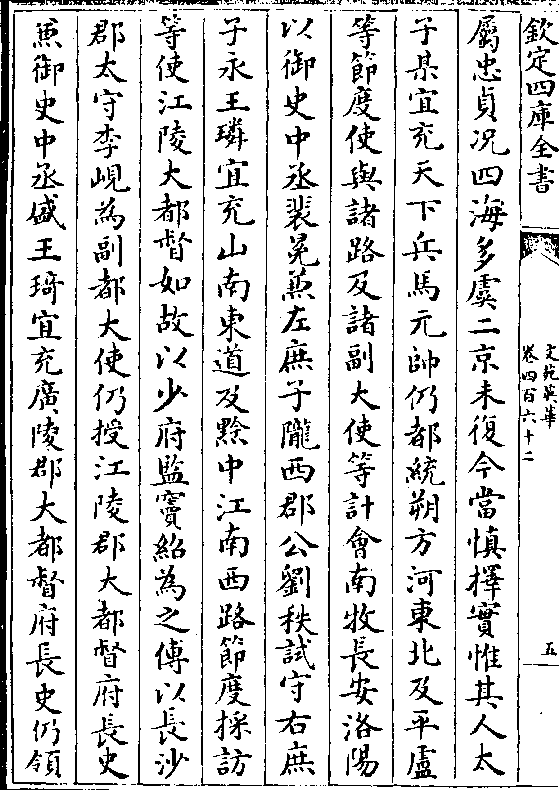 欽定四庫全書
文苑英華
卷四百六十二
五
屬忠貞况四海多虞二京未復今當慎擇實惟其人太
子某宜充天下兵馬元帥仍都統朔方河東北及平盧
等節度使與諸路及諸副大使等計會南牧長安洛陽
以御史中丞裴冕兼左庶子隴西郡公劉秩試守右庶
子永王璘宜充山南東道及黔中江南西路節度採訪
等使江陵大都督如故以少府監竇紹為之傅以長沙
郡太守李峴為副都大使仍授江陵郡大都督府長史
兼御史中丞盛王琦宜充廣陵郡大都督府長史仍領